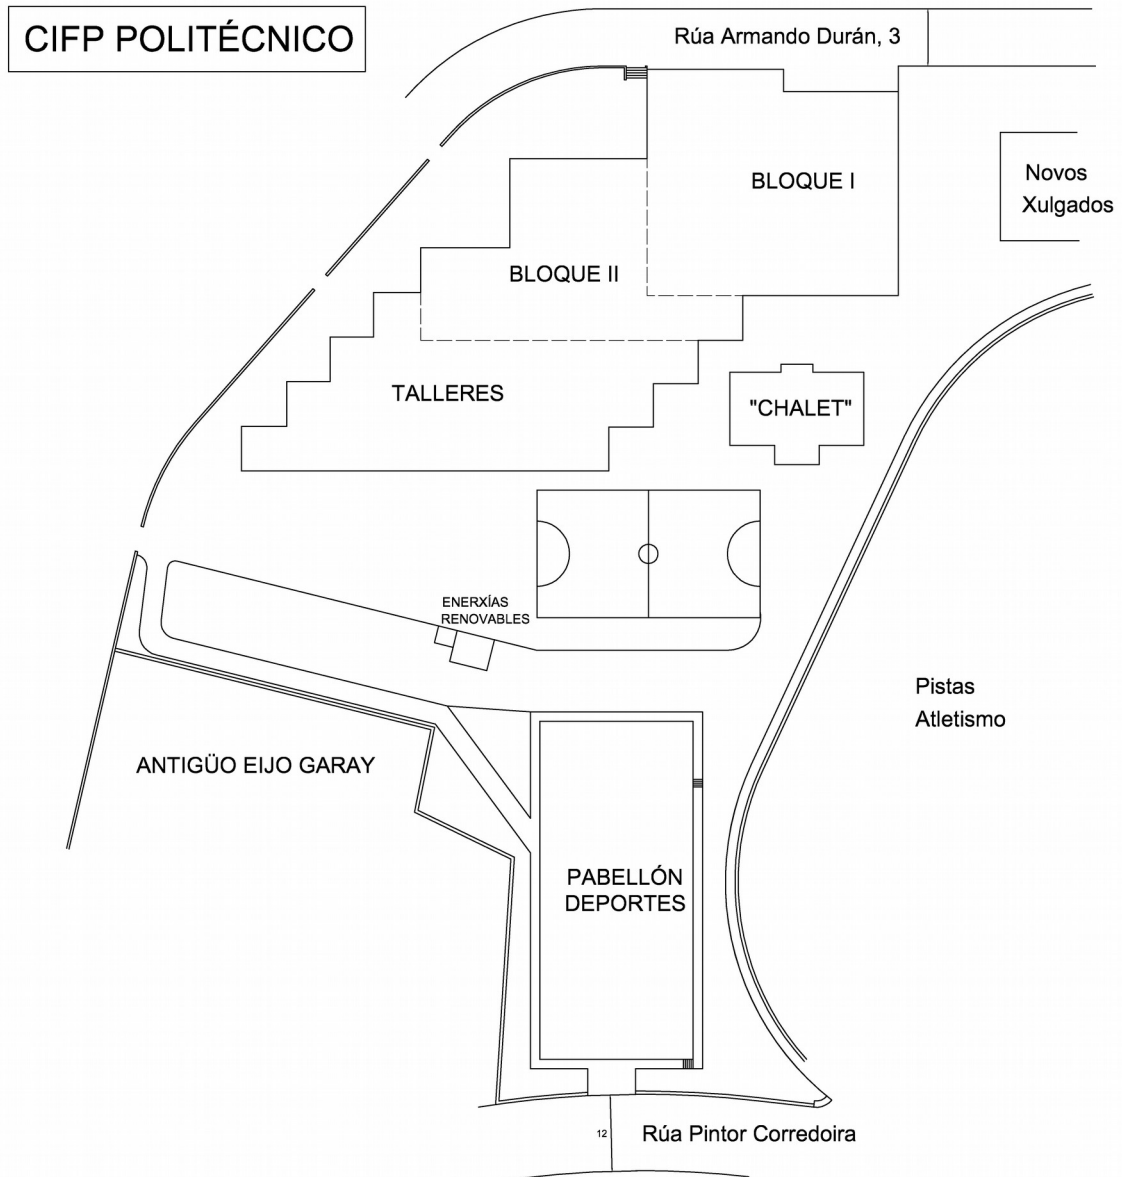 CIFP POLITÉCNICO
Rúa Armando Durán, 3
BLOQUE I
Novos
Xulgados
BLOQUE II
TALLERES
"CHALET"
ENERXÍAS
RENOVABLES
Pistas
Atletismo
ANTIGÜO EIJO GARAY
PABELLÓN
DEPORTES
12
Rúa Pintor Corredoira